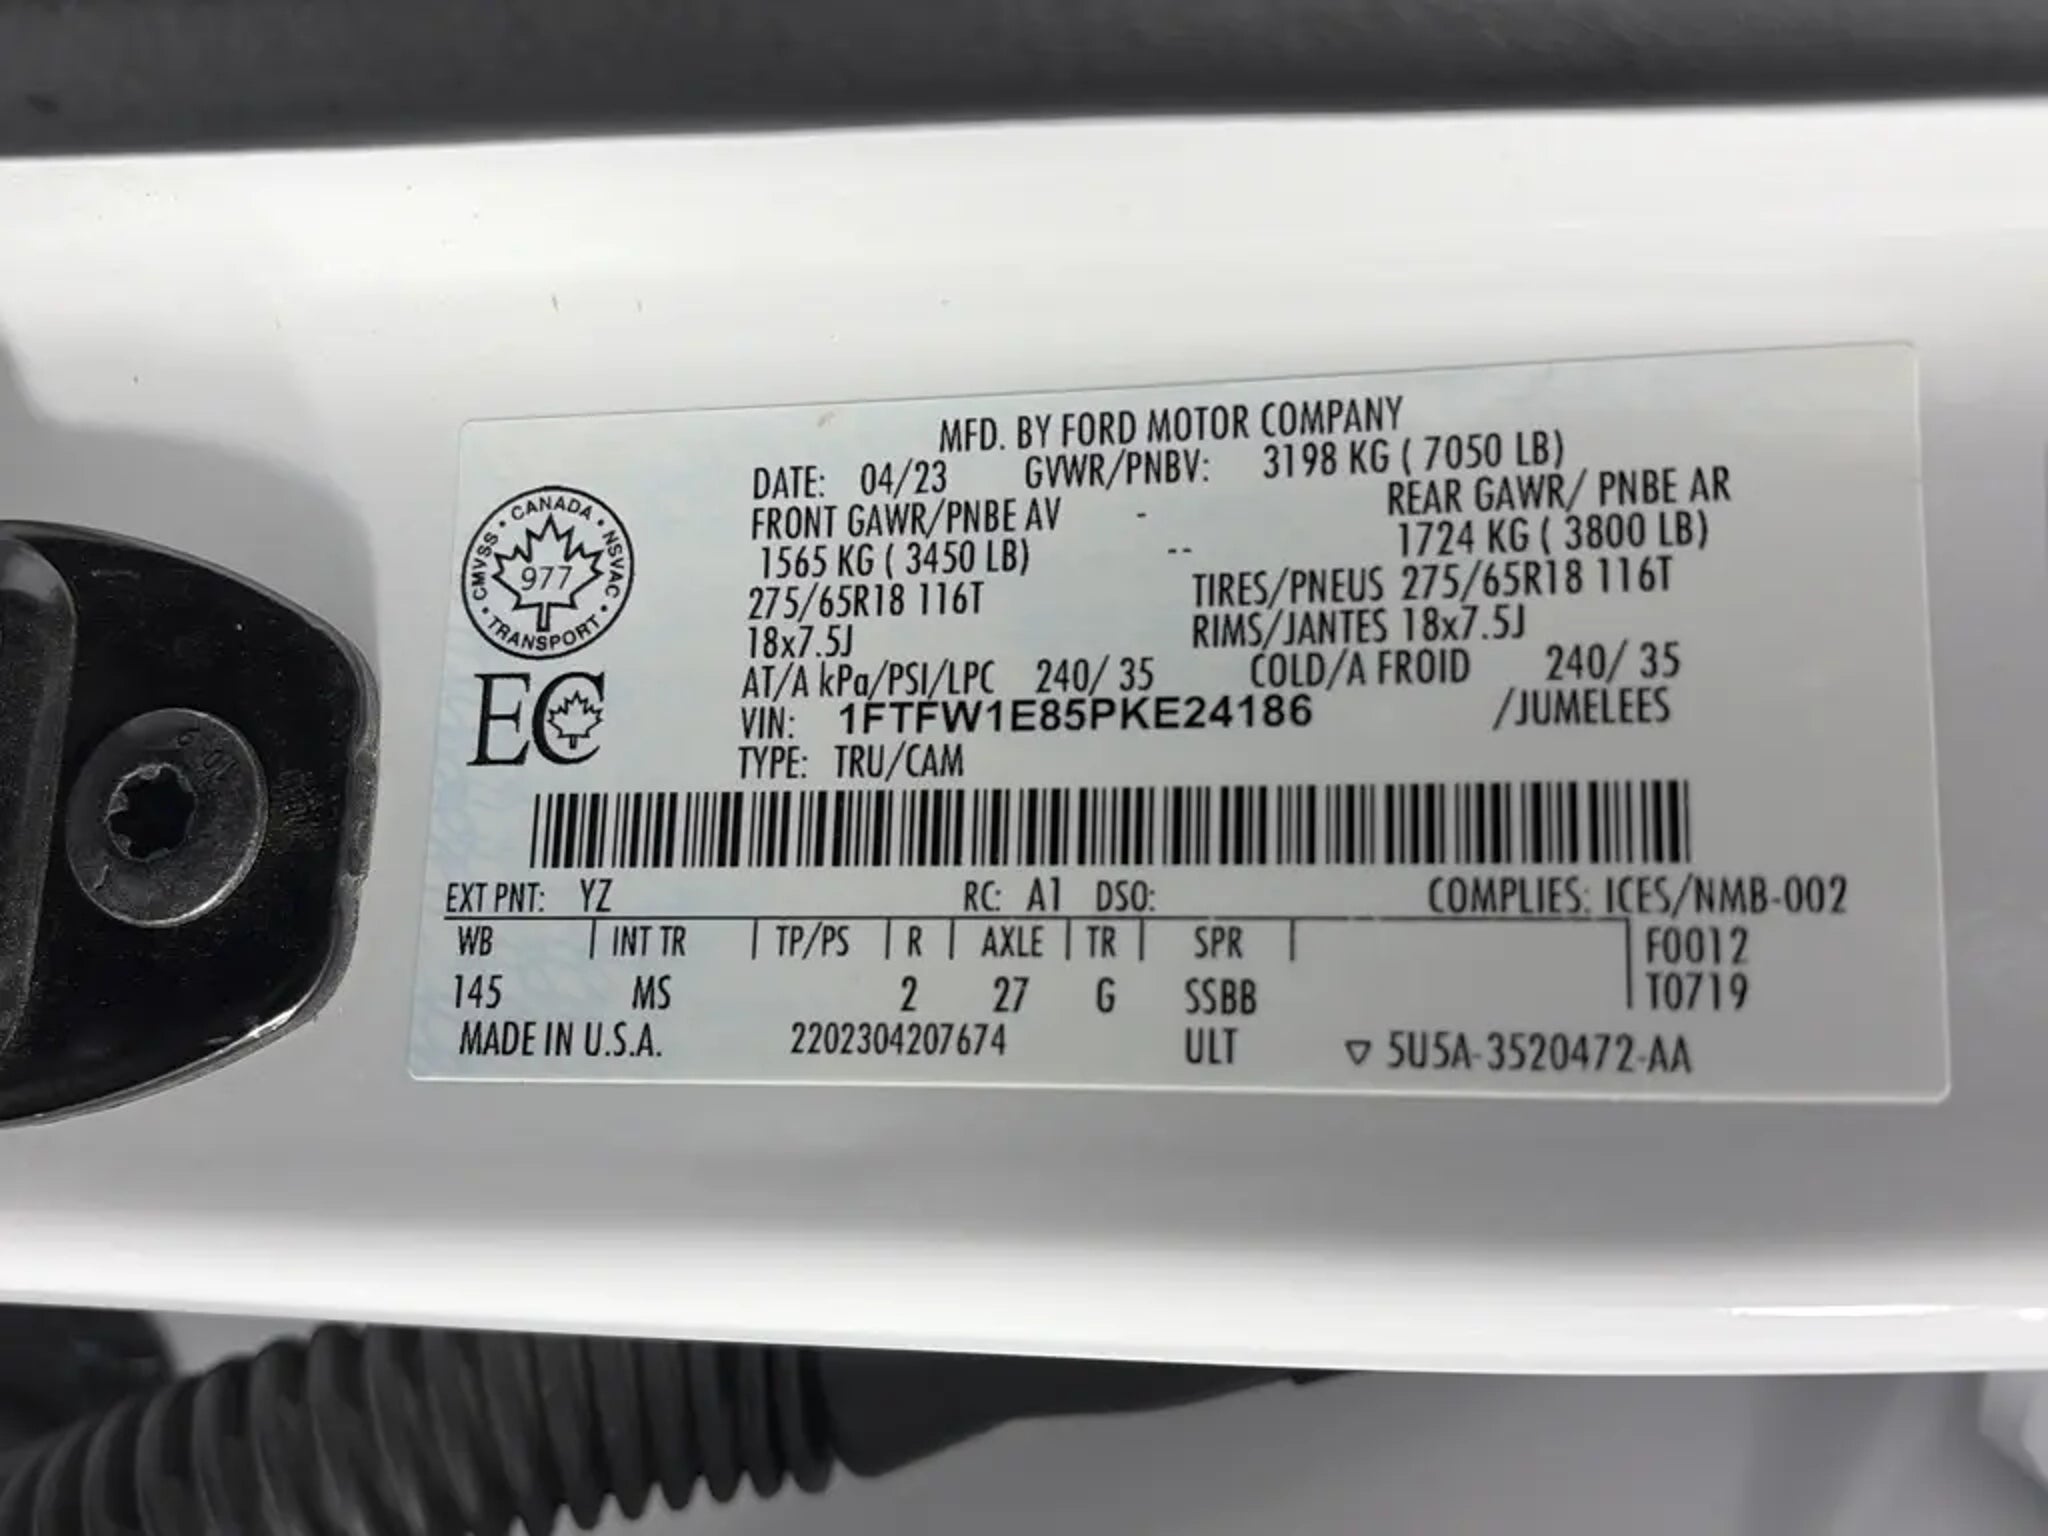 MFD. BY FORD MOTOR COMPANY
DATE: 04/23 GVWR/PNBV: 3198 KG ( 7050 LB)
FRONT GAWR/PNBE AV - REAR GAWR/ PNBE AR
1565 KG ( 3450 LB) -- 1724 KG ( 3800 LB)
275/65R18 116T TIRES/PNEUS 275/65R18 116T
18x7.5J RIMS/JANTES 18x7.5J
AT/A kPa/PSI/LPC 240/ 35 COLD/A FROID 240/ 35
VIN: 1FTFW1E85PKE24186 /JUMELEES
TYPE: TRU/CAM
CANADA · NSVAC · TRANSPORT · CMVSS ·
977
EC
EXT PNT: YZ RC: A1 DSO: COMPLIES: ICES/NMB-002
WB | INT TR | TP/PS | R | AXLE | TR | SPR | F0012
145 MS 2 27 G SSBB | T0719
MADE IN U.S.A. 2202304207674 ULT ▽ 5U5A-3520472-AA
10.9